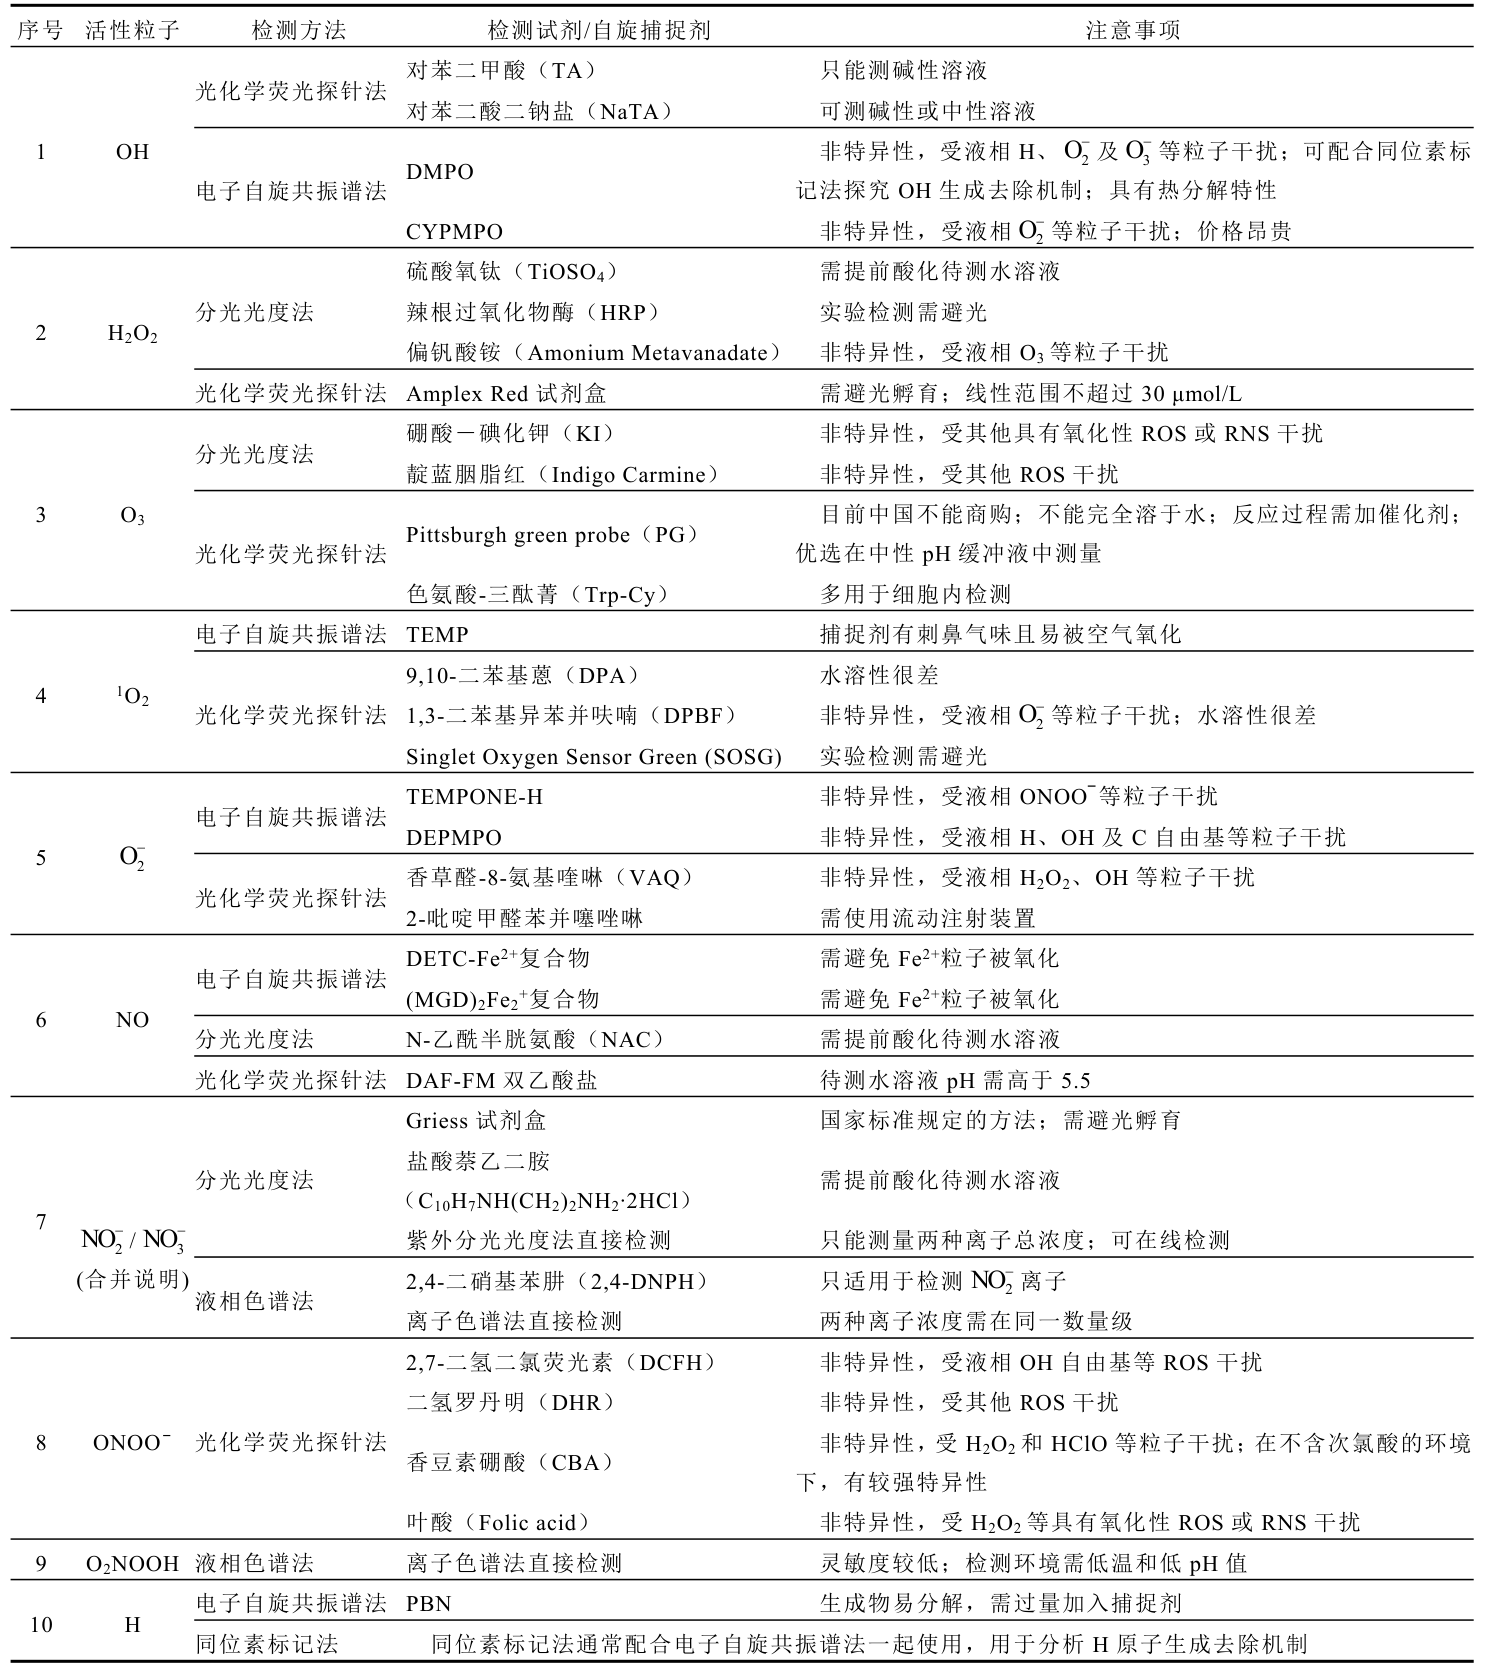 序号 活性粒子 检测方法 检测试剂/自旋捕捉剂 注意事项
对苯二甲酸（TA） 只能测碱性溶液
光化学荧光探针法
对苯二酸二钠盐（NaTA） 可测碱性或中性溶液
1 OH
非特异性，受液相 H、O₂⁻及 O₃⁻等粒子干扰；可配合同位素标
DMPO
电子自旋共振谱法 记法探究 OH 生成去除机制；具有热分解特性
CYPMPO 非特异性，受液相 O₂⁻等粒子干扰；价格昂贵
硫酸氧钛（TiOSO₄） 需提前酸化待测水溶液
分光光度法 辣根过氧化物酶（HRP） 实验检测需避光
2 H₂O₂
偏钒酸铵（Amonium Metavanadate） 非特异性，受液相 O₃等粒子干扰
光化学荧光探针法 Amplex Red 试剂盒 需避光孵育；线性范围不超过 30 μmol/L
硼酸－碘化钾（KI） 非特异性，受其他具有氧化性 ROS 或 RNS 干扰
分光光度法
靛蓝胭脂红（Indigo Carmine） 非特异性，受其他 ROS 干扰
3 O₃
目前中国不能商购；不能完全溶于水；反应过程需加催化剂；
Pittsburgh green probe（PG）
光化学荧光探针法 优选在中性 pH 缓冲液中测量
色氨酸-三酞菁（Trp-Cy） 多用于细胞内检测
电子自旋共振谱法 TEMP 捕捉剂有刺鼻气味且易被空气氧化
9,10-二苯基蒽（DPA） 水溶性很差
4 ¹O₂
光化学荧光探针法 1,3-二苯基异苯并呋喃（DPBF） 非特异性，受液相 O₂⁻等粒子干扰；水溶性很差
Singlet Oxygen Sensor Green (SOSG) 实验检测需避光
TEMPONE-H 非特异性，受液相 ONOO⁻等粒子干扰
电子自旋共振谱法
DEPMPO 非特异性，受液相 H、OH 及 C 自由基等粒子干扰
5 O₂⁻
香草醛-8-氨基喹啉（VAQ） 非特异性，受液相 H₂O₂、OH 等粒子干扰
光化学荧光探针法
2-吡啶甲醛苯并噻唑啉 需使用流动注射装置
DETC-Fe²⁺复合物 需避免 Fe²⁺粒子被氧化
电子自旋共振谱法
(MGD)₂Fe₂⁺复合物 需避免 Fe²⁺粒子被氧化
6 NO
分光光度法 N-乙酰半胱氨酸（NAC） 需提前酸化待测水溶液
光化学荧光探针法 DAF-FM 双乙酸盐 待测水溶液 pH 需高于 5.5
Griess 试剂盒 国家标准规定的方法；需避光孵育
盐酸萘乙二胺
分光光度法 需提前酸化待测水溶液
（C₁₀H₇NH(CH₂)₂NH₂·2HCl）
7
NO₂⁻ / NO₃⁻ 紫外分光光度法直接检测 只能测量两种离子总浓度；可在线检测
(合并说明) 2,4-二硝基苯肼（2,4-DNPH） 只适用于检测 NO₂⁻离子
液相色谱法
离子色谱法直接检测 两种离子浓度需在同一数量级
2,7-二氢二氯荧光素（DCFH） 非特异性，受液相 OH 自由基等 ROS 干扰
二氢罗丹明（DHR） 非特异性，受其他 ROS 干扰
8 ONOO⁻ 光化学荧光探针法 非特异性，受 H₂O₂和 HClO 等粒子干扰；在不含次氯酸的环境
香豆素硼酸（CBA）
下，有较强特异性
叶酸（Folic acid） 非特异性，受 H₂O₂等具有氧化性 ROS 或 RNS 干扰
9 O₂NOOH 液相色谱法 离子色谱法直接检测 灵敏度较低；检测环境需低温和低 pH 值
电子自旋共振谱法 PBN 生成物易分解，需过量加入捕捉剂
10 H
同位素标记法 同位素标记法通常配合电子自旋共振谱法一起使用，用于分析 H 原子生成去除机制